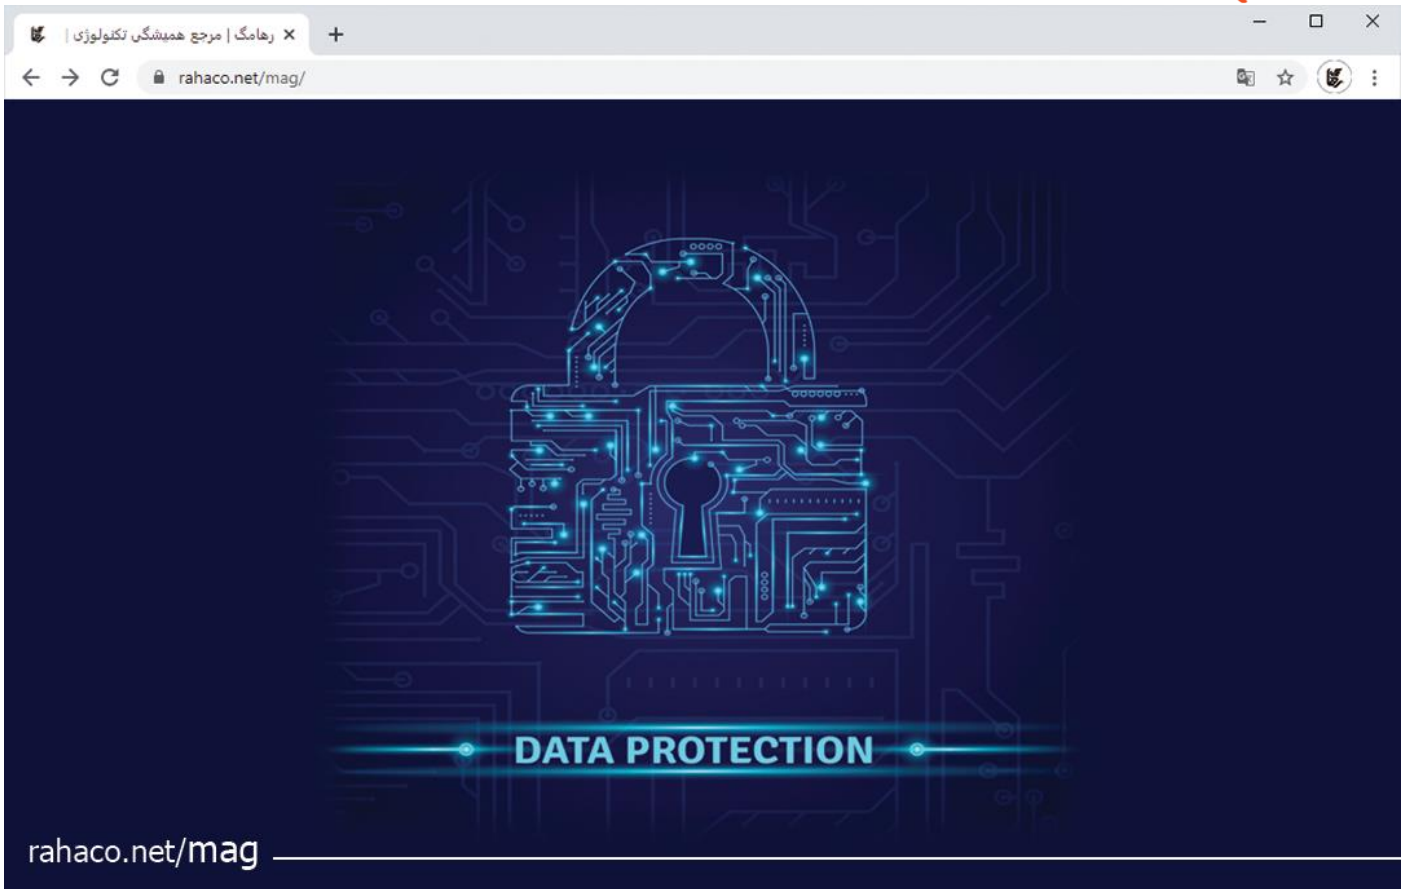 رهامگ | مرجع همیشگی تکنولوژی |
rahaco.net/mag/
DATA PROTECTION
rahaco.net/mag